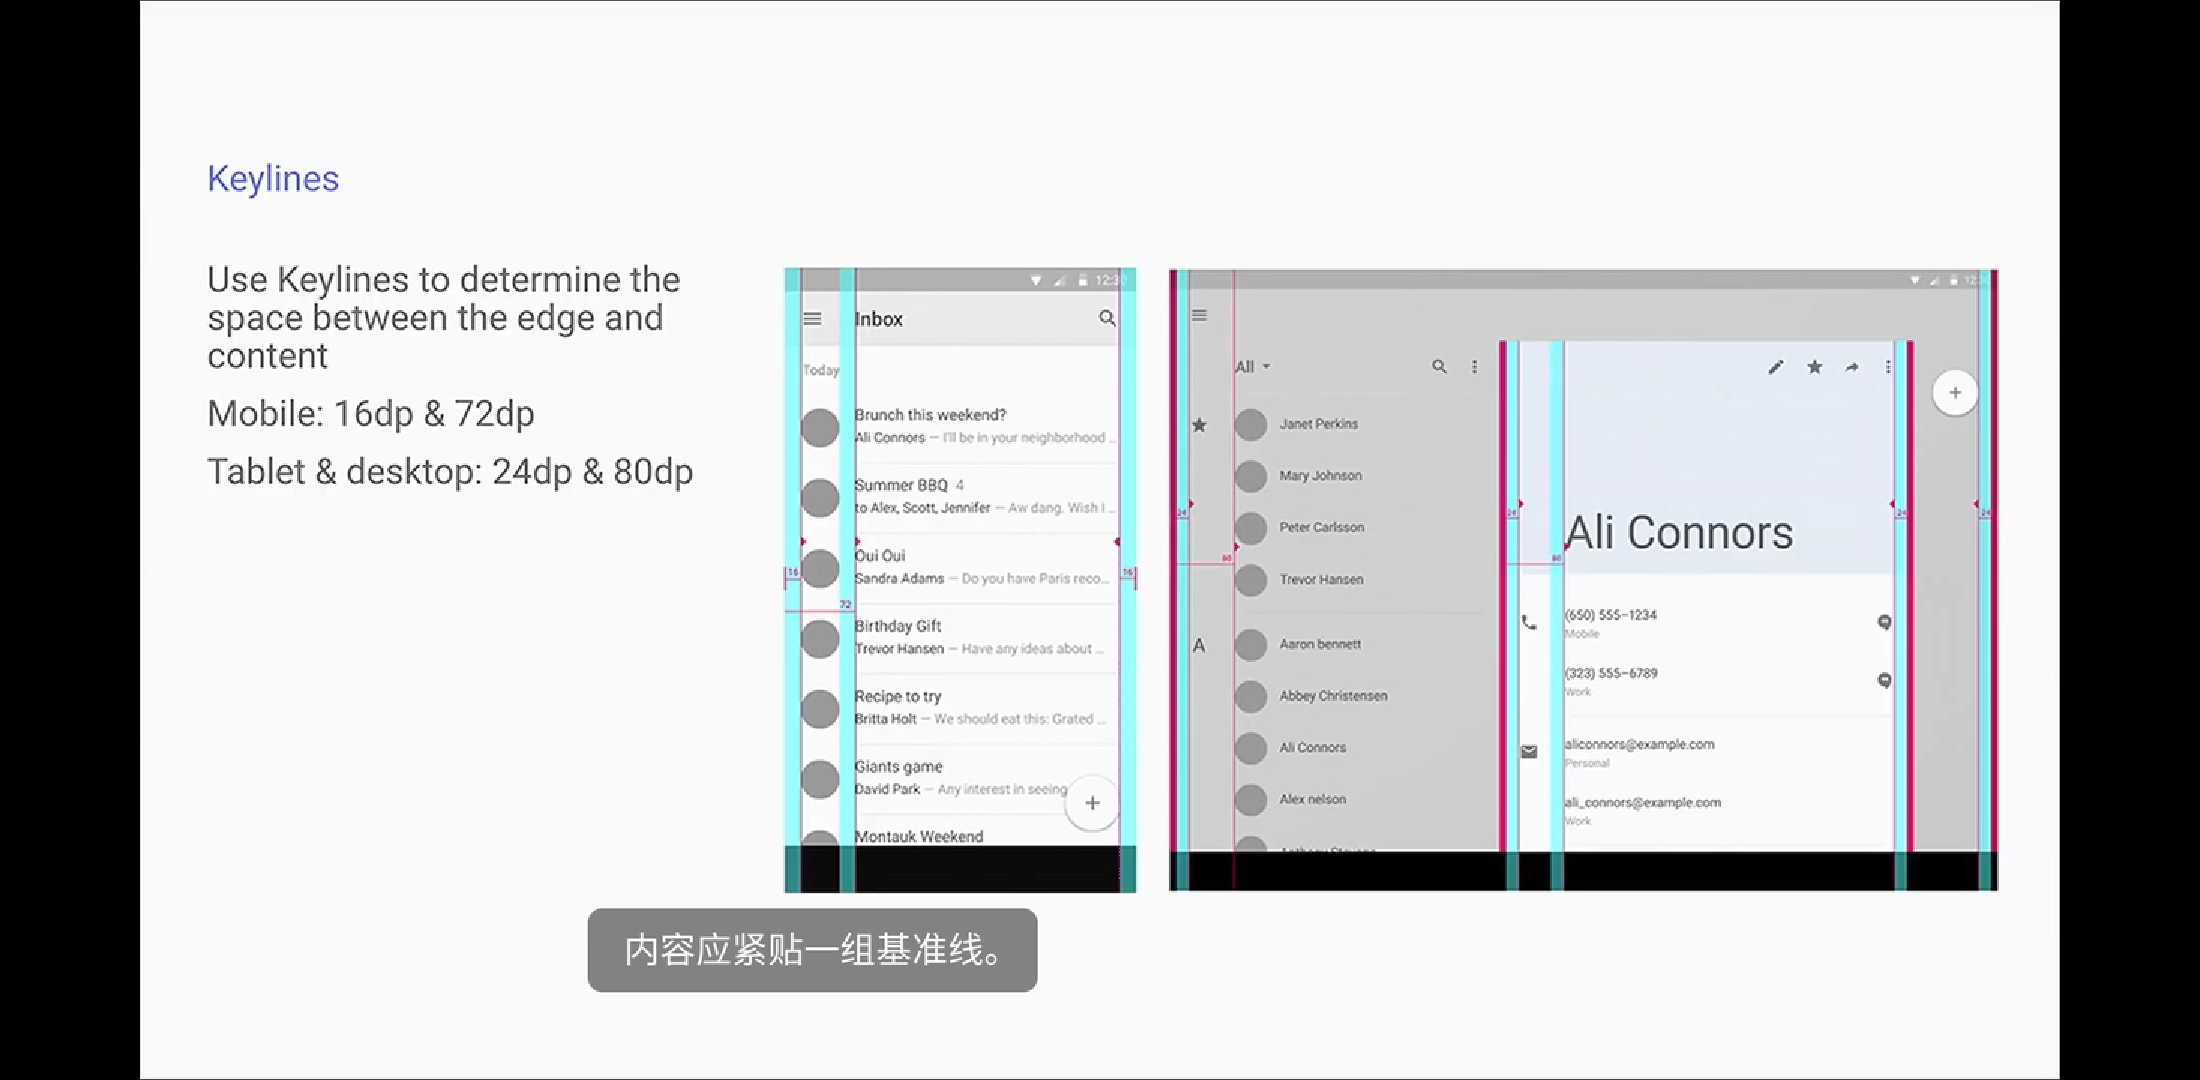 Keylines
Use Keylines to determine the
space between the edge and
content
Mobile: 16dp & 72dp
Tablet & desktop: 24dp & 80dp
12:30
Inbox
Today
Brunch this weekend?
Ali Connors — I'll be in your neighborhood ...
Summer BBQ 4
to Alex, Scott, Jennifer — Aw dang. Wish I ...
Oui Oui
Sandra Adams — Do you have Paris reco...
16
16
72
Birthday Gift
Trevor Hansen — Have any ideas about ...
Recipe to try
Britta Holt — We should eat this: Grated ...
Giants game
David Park — Any interest in seeing
Montauk Weekend
All
Janet Perkins
Mary Johnson
Peter Carlsson
Trevor Hansen
A
Aaron bennett
Abbey Christensen
Ali Connors
Alex nelson
24
80
24
80
24
24
Ali Connors
(650) 555-1234
Mobile
(323) 555-6789
Work
aliconnors@example.com
Personal
ali_connors@example.com
Work
内容应紧贴一组基准线。